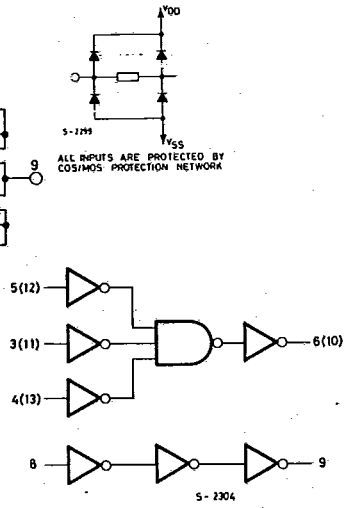 VDD
S-2299
VSS
ALL INPUTS ARE PROTECTED BY
COS/MOS PROTECTION NETWORK
9
5(12)
3(11)
6(10)
4(13)
8
9
S-2304